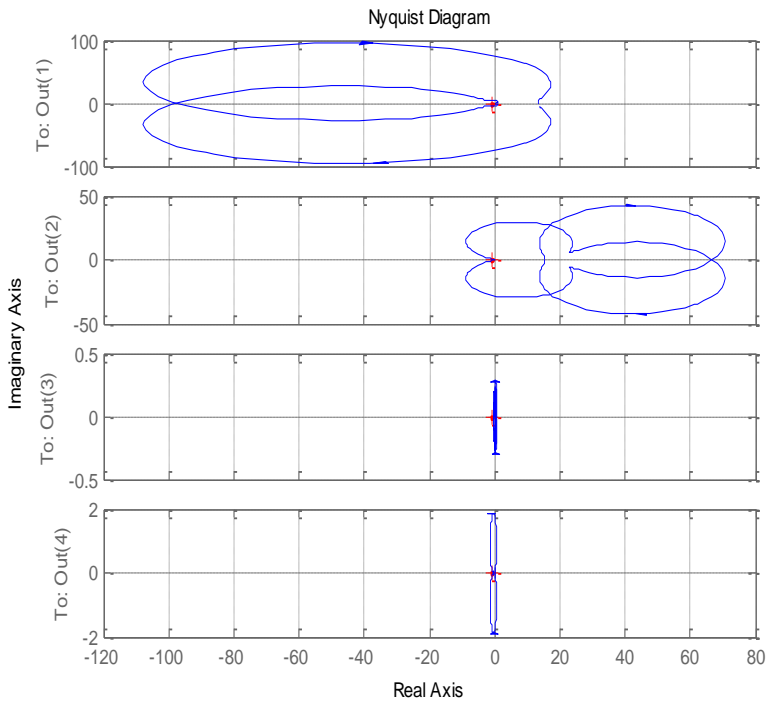 Nyquist Diagram
Imaginary Axis
To: Out(1)
100
0
-100
To: Out(2)
50
0
-50
To: Out(3)
0.5
0
-0.5
To: Out(4)
2
0
-2
-120 -100 -80 -60 -40 -20 0 20 40 60 80
Real Axis